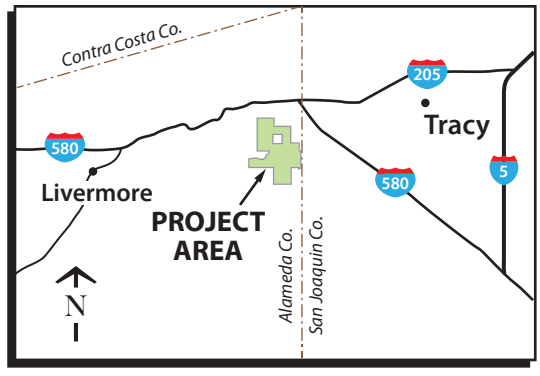 Contra Costa Co.
205
Tracy
580
Livermore
580
5
PROJECT
AREA
Alameda Co.
San Joaquin Co.
N